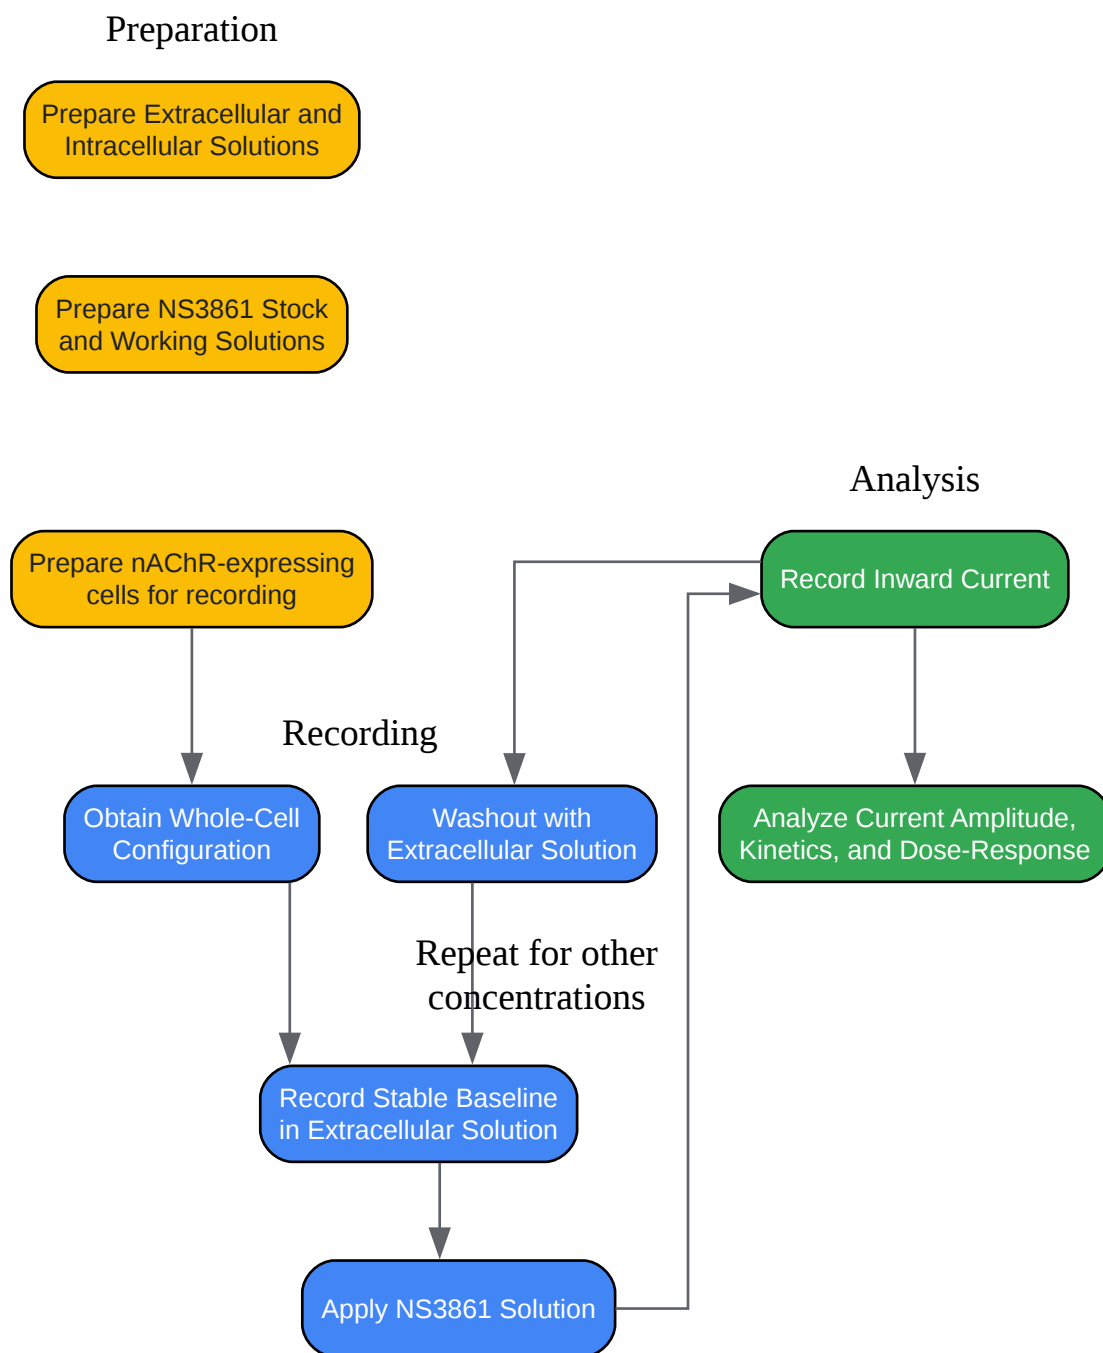 Preparation
Prepare Extracellular and
Intracellular Solutions
Prepare NS3861 Stock
and Working Solutions
Analysis
Prepare nAChR-expressing
cells for recording
Record Inward Current
Recording
Obtain Whole-Cell
Configuration
Washout with
Extracellular Solution
Analyze Current Amplitude,
Kinetics, and Dose-Response
Repeat for other
concentrations
Record Stable Baseline
in Extracellular Solution
Apply NS3861 Solution